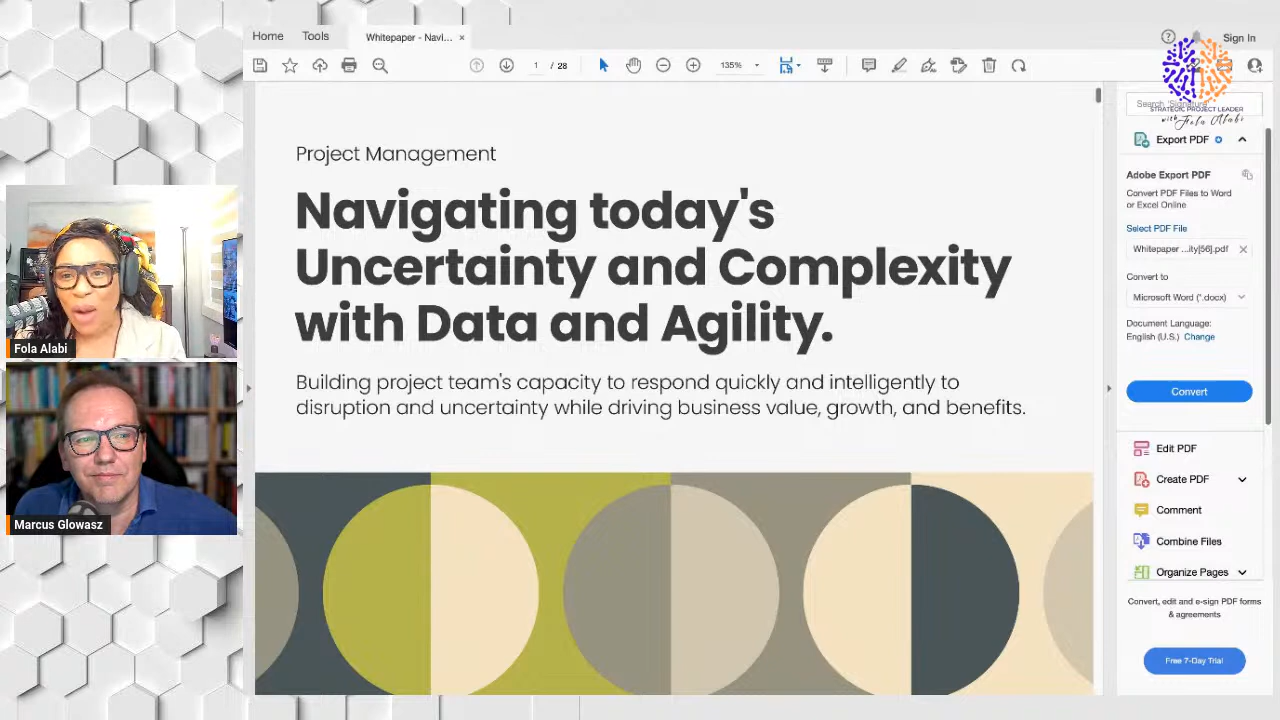 Home
Tools
Whitepaper - Navi... ×
Sign In
1 / 28
135%
Search 'Signature'
STRATEGIC PROJECT LEADER
with Fola Alabi
Export PDF
Adobe Export PDF
Convert PDF Files to Word
or Excel Online
Select PDF File
Whitepaper ...ity[56].pdf
Convert to
Microsoft Word (*.docx)
Document Language:
English (U.S.) Change
Convert
Edit PDF
Create PDF
Comment
Combine Files
Organize Pages
Convert, edit and e-sign PDF forms
& agreements
Free 7-Day Trial
Project Management
Navigating today's
Uncertainty and Complexity
with Data and Agility.
Building project team's capacity to respond quickly and intelligently to
disruption and uncertainty while driving business value, growth, and benefits.
Fola Alabi
Marcus Glowasz